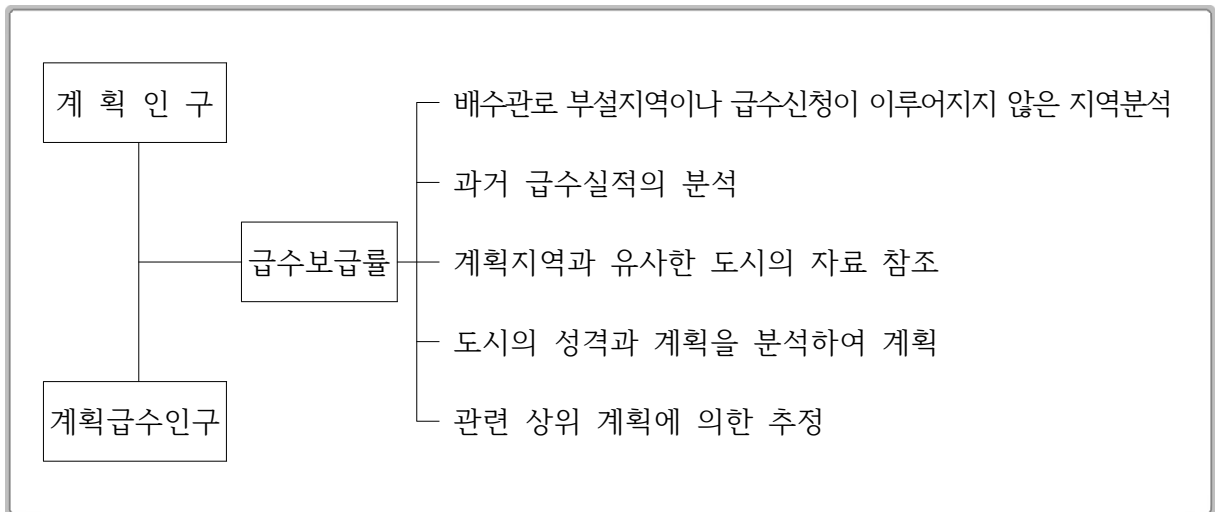 계 획 인 구
배수관로 부설지역이나 급수신청이 이루어지지 않은 지역분석
과거 급수실적의 분석
급수보급률
계획지역과 유사한 도시의 자료 참조
도시의 성격과 계획을 분석하여 계획
계획급수인구
관련 상위 계획에 의한 추정